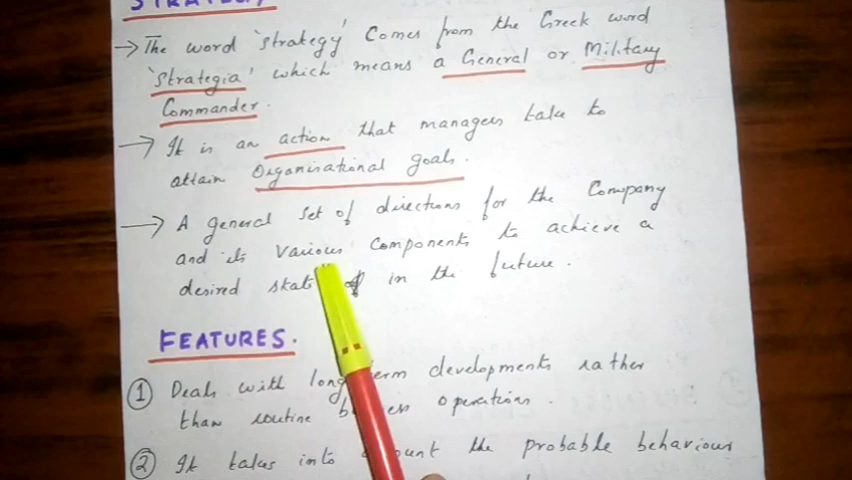 STRATEGY
→ The word 'strategy' Comes from the Greek word
'strategia' which means a General or Military
Commander.
→ It is an action that managers take to
attain Organisational goals.
→ A general set of directions for the Company
and its various components to achieve a
desired state in the future.
FEATURES.
① Deals with long term developments rather
than routine business operations.
② It takes into account the probable behaviour